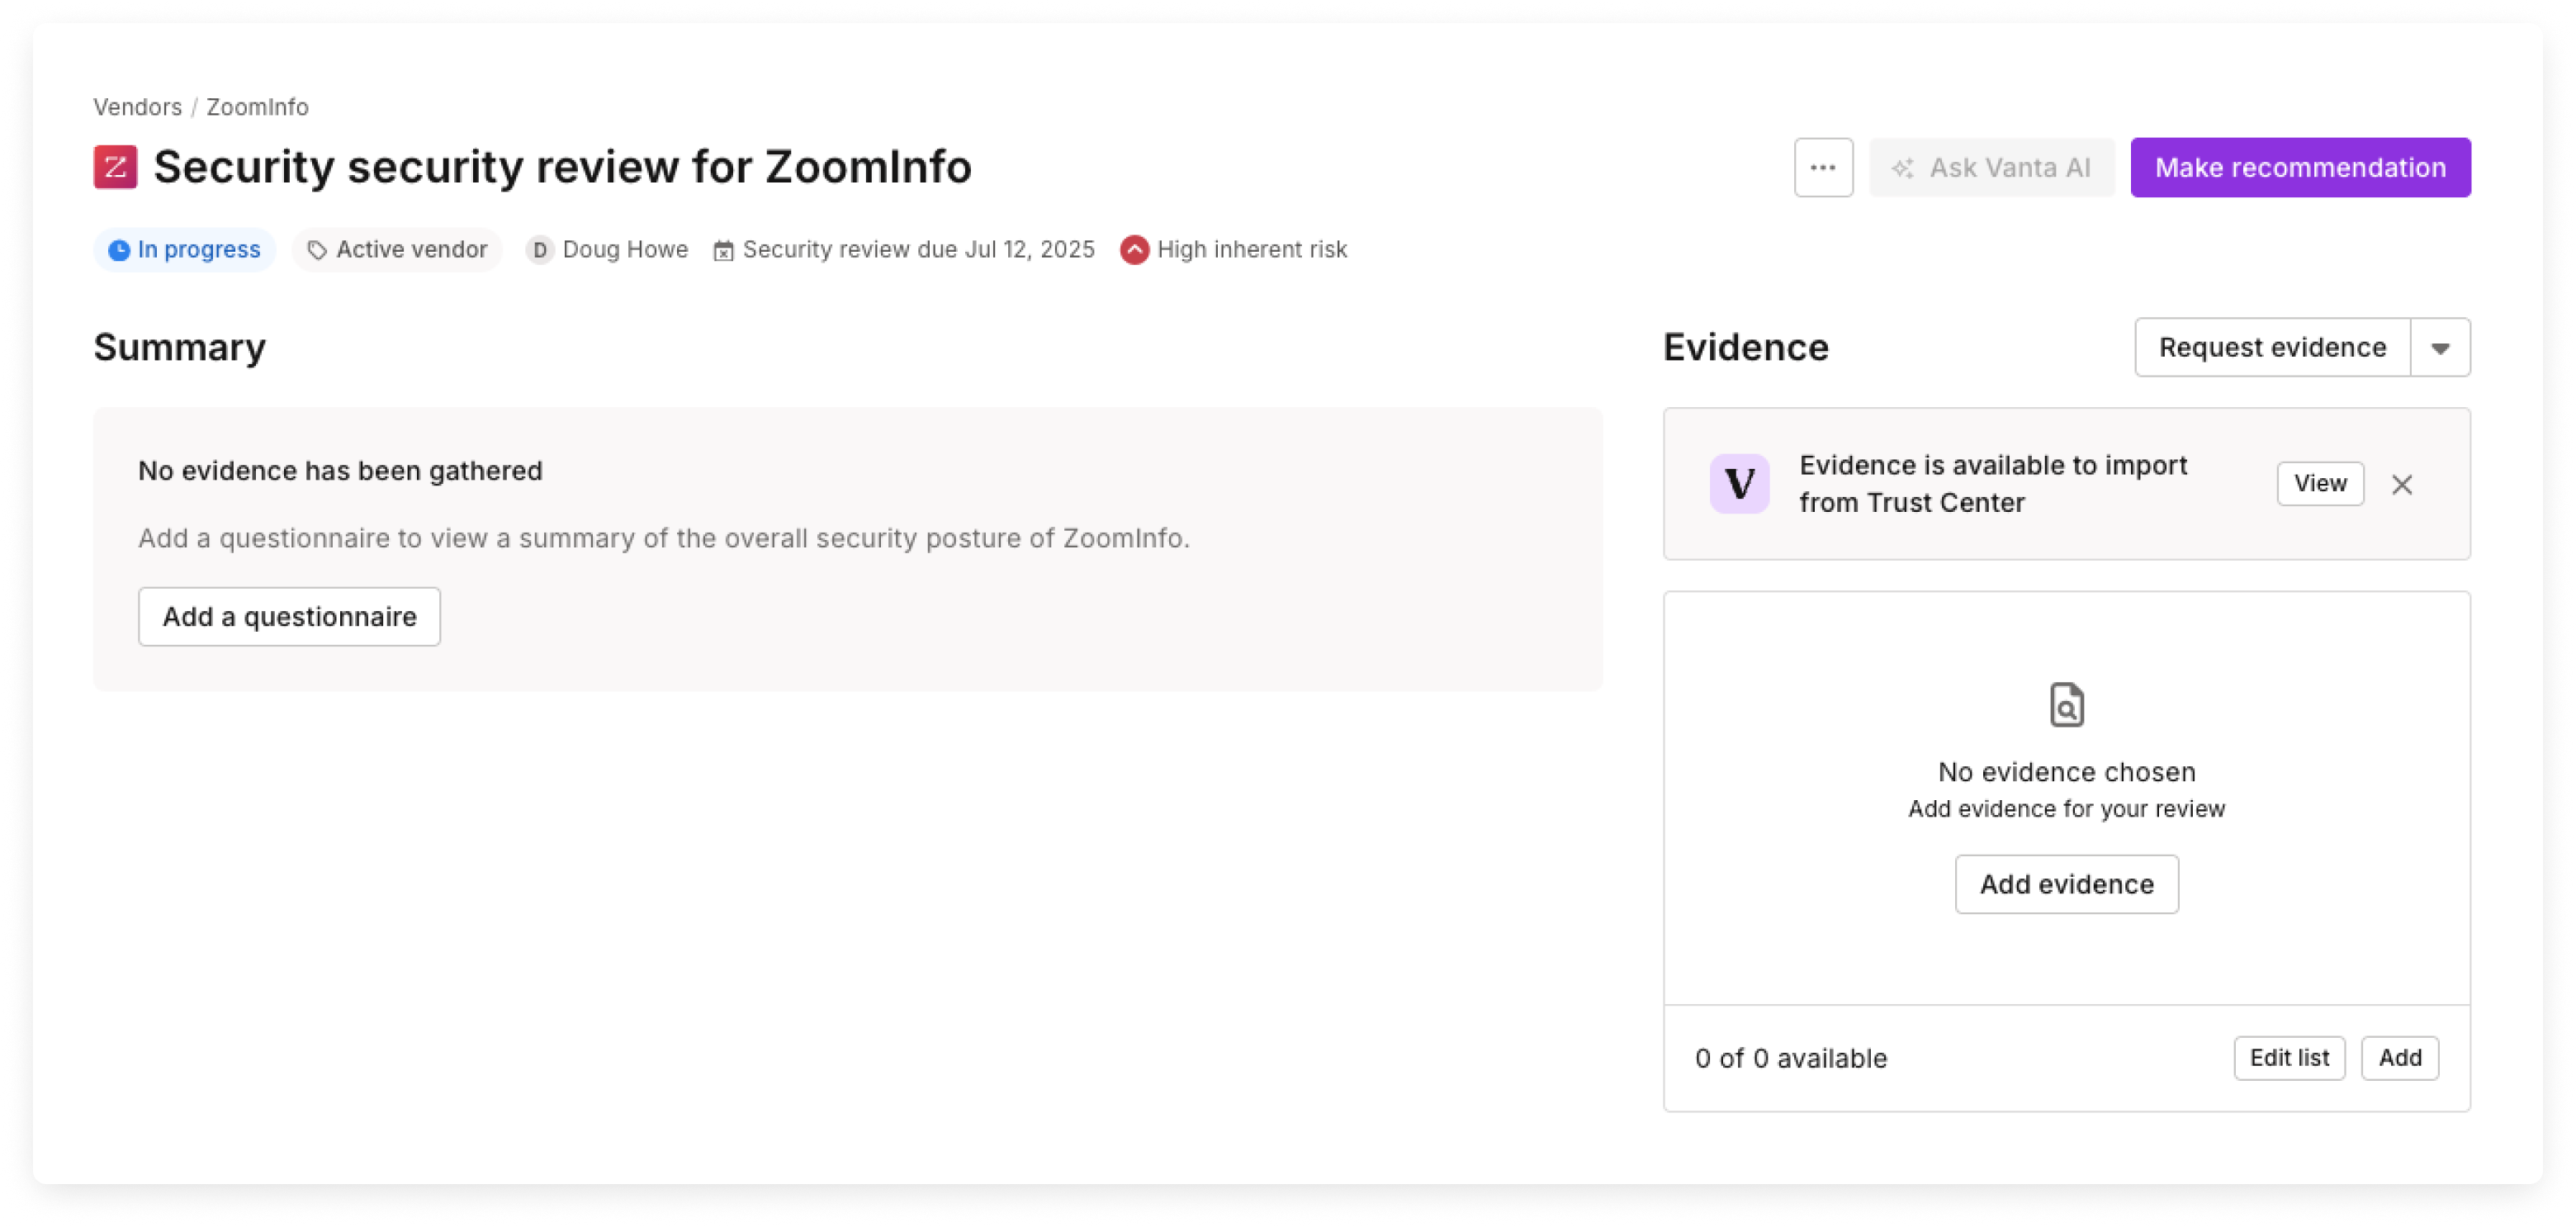 Vendors / ZoomInfo
Security security review for ZoomInfo
Ask Vanta AI
Make recommendation
In progress
Active vendor
D Doug Howe
Security review due Jul 12, 2025
High inherent risk
Summary
No evidence has been gathered
Add a questionnaire to view a summary of the overall security posture of ZoomInfo.
Add a questionnaire
Evidence
Request evidence
V
Evidence is available to import
from Trust Center
View
No evidence chosen
Add evidence for your review
Add evidence
0 of 0 available
Edit list
Add